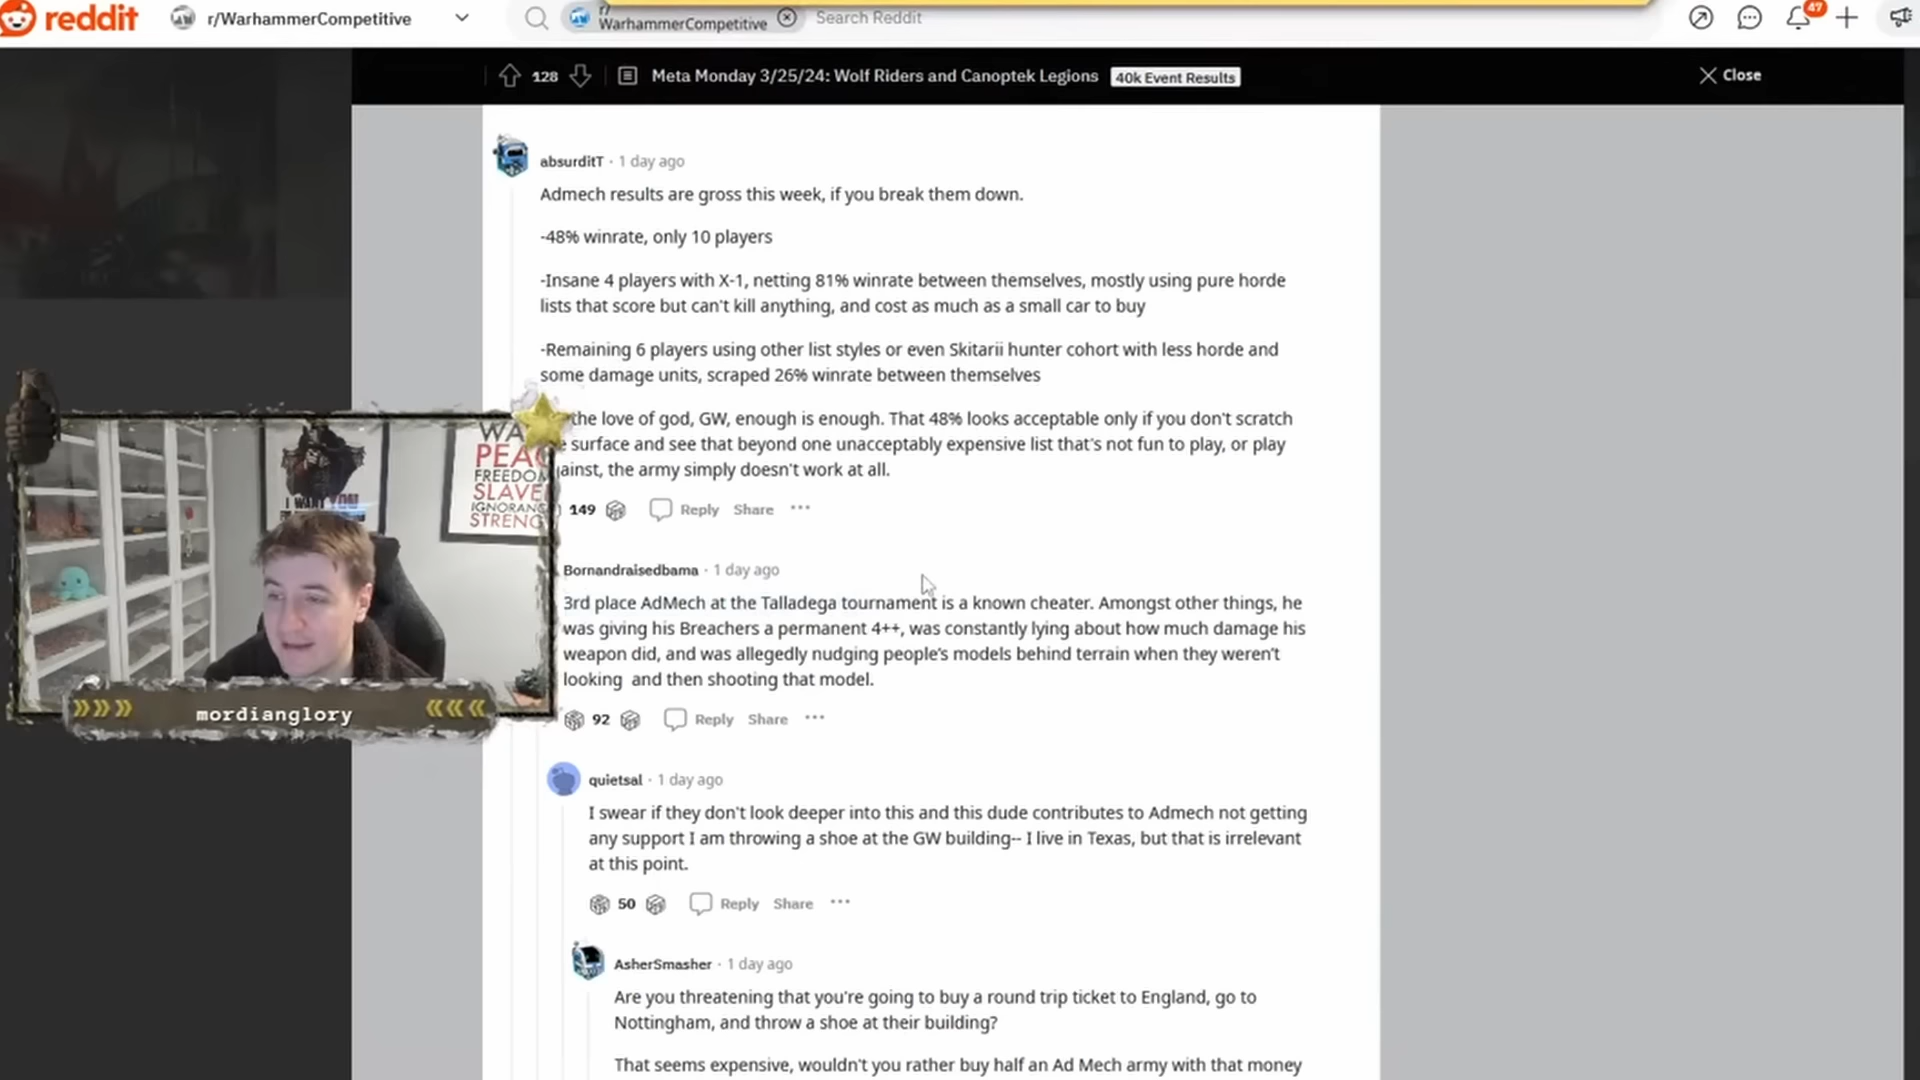 reddit
r/WarhammerCompetitive
r/
WarhammerCompetitive
Search Reddit
47
128
Meta Monday 3/25/24: Wolf Riders and Canoptek Legions
40k Event Results
Close
absurditT · 1 day ago
Admech results are gross this week, if you break them down.
-48% winrate, only 10 players
-Insane 4 players with X-1, netting 81% winrate between themselves, mostly using pure horde
lists that score but can't kill anything, and cost as much as a small car to buy
-Remaining 6 players using other list styles or even Skitarii hunter cohort with less horde and
some damage units, scraped 26% winrate between themselves
the love of god, GW, enough is enough. That 48% looks acceptable only if you don't scratch
surface and see that beyond one unacceptably expensive list that's not fun to play, or play
ainst, the army simply doesn't work at all.
149 Reply Share ···
Bornandraisedbama · 1 day ago
3rd place AdMech at the Talladega tournament is a known cheater. Amongst other things, he
was giving his Breachers a permanent 4++, was constantly lying about how much damage his
weapon did, and was allegedly nudging people's models behind terrain when they weren't
looking and then shooting that model.
92 Reply Share ···
quietsal · 1 day ago
I swear if they don't look deeper into this and this dude contributes to Admech not getting
any support I am throwing a shoe at the GW building-- I live in Texas, but that is irrelevant
at this point.
50 Reply Share ···
AsherSmasher · 1 day ago
Are you threatening that you're going to buy a round trip ticket to England, go to
Nottingham, and throw a shoe at their building?
That seems expensive, wouldn't you rather buy half an Ad Mech army with that money
WA
PEAC
FREEDOM
SLAVE
IGNORANC
STRENG
I WANT YOU
mordianglory